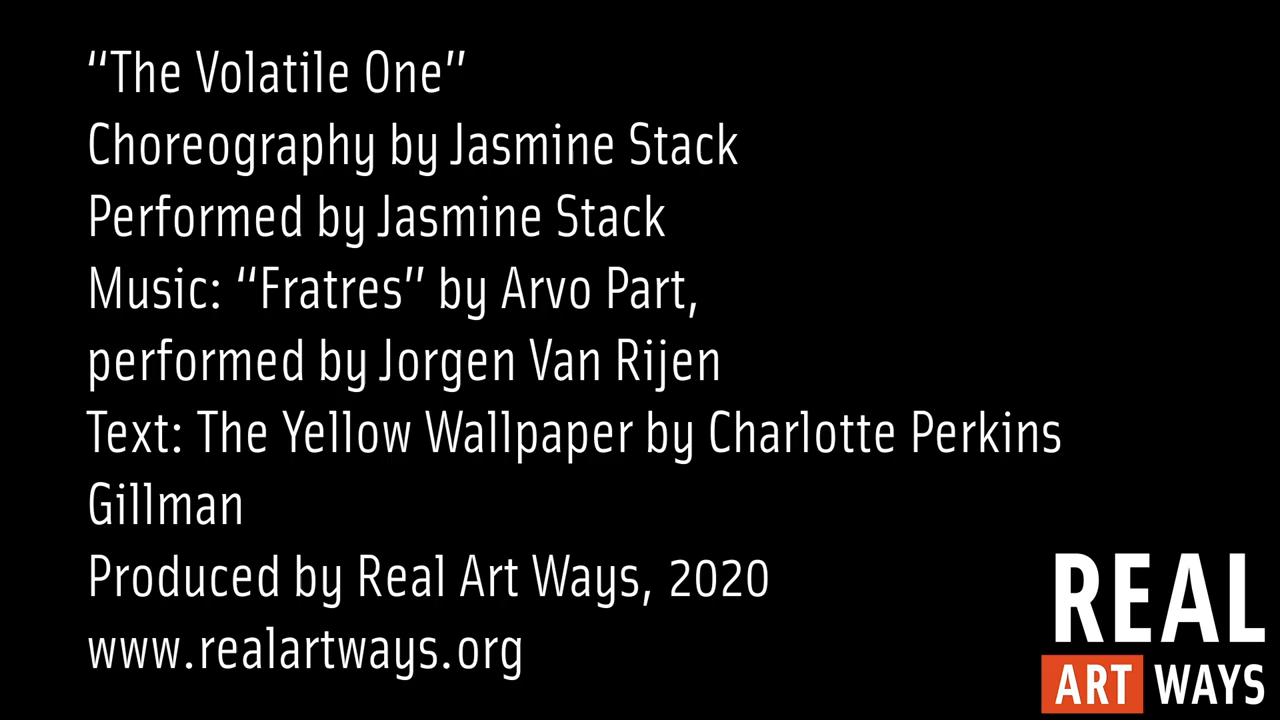 “The Volatile One”
Choreography by Jasmine Stack
Performed by Jasmine Stack
Music: “Fratres” by Arvo Part,
performed by Jorgen Van Rijen
Text: The Yellow Wallpaper by Charlotte Perkins
Gillman
Produced by Real Art Ways, 2020
www.realartways.org
REAL
ART WAYS